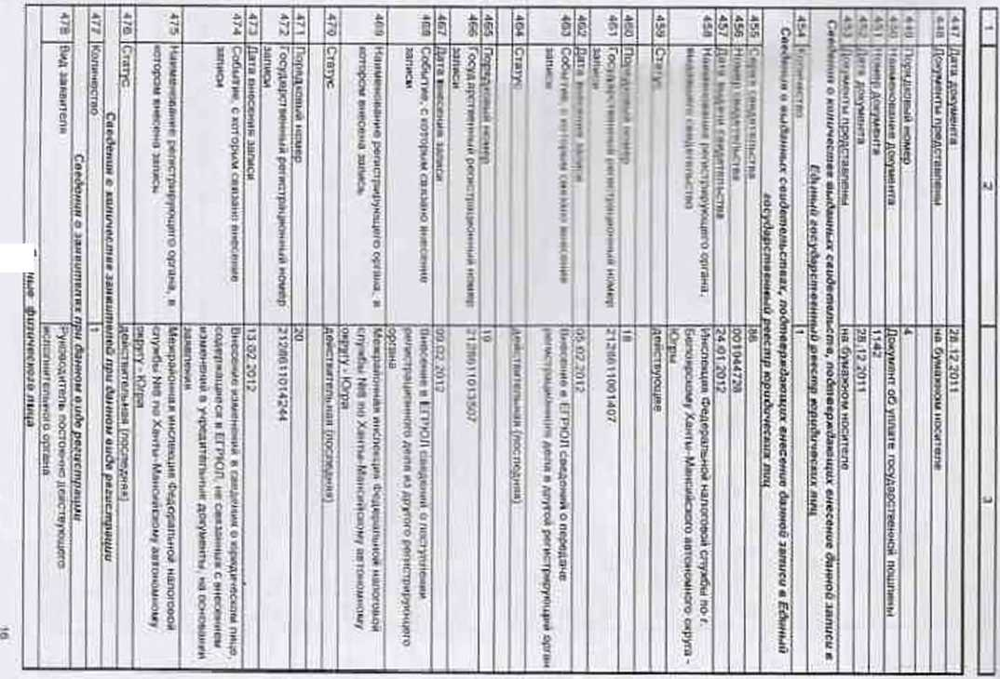 1 2 3
447 Дата документа 28.12.2011
448 Документы представлены на бумажном носителе
449 Порядковый номер 4
450 Наименование документа Документ об уплате государственной пошлины
451 Номер документа 1142
452 Дата документа 28.12.2011
453 Документы представлены на бумажном носителе
Сведения о количестве выданных свидетельств, подтверждающих внесение данной записи в
Единый государственный реестр юридических лиц
454 Количество 1
Сведения о выданных свидетельствах, подтверждающих внесение данной записи в Единый
государственный реестр юридических лиц
455 Серия свидетельства 86
456 Номер свидетельства 001944728
457 Дата выдачи свидетельства 24.01.2012
458 Наименование регистрирующего органа, Инспекция Федеральной налоговой службы по г.
выдавшего свидетельство Белоярскому Ханты-Мансийского автономного округа -
Югры
459 Статус действующее
460 Порядковый номер 18
461 Государственный регистрационный номер 2128611001407
записи
462 Дата внесения записи 05.02.2012
463 Событие, с которым связано внесение Внесение в ЕГРЮЛ сведений о передаче
записи регистрационного дела в другой регистрирующий орган
464 Статус действительная (последняя)
465 Порядковый номер 19
466 Государственный регистрационный номер 2128611013507
записи
467 Дата внесения записи 09.02.2012
468 Событие, с которым связано внесение Внесение в ЕГРЮЛ сведений о поступлении
записи регистрационного дела из другого регистрирующего
органа
469 Наименование регистрирующего органа, в Межрайонная инспекция Федеральной налоговой
котором внесена запись службы №8 по Ханты-Мансийскому автономному
округу - Югра
470 Статус действительная (последняя)
471 Порядковый номер 20
472 Государственный регистрационный номер 2128611014244
записи
473 Дата внесения записи 13.02.2012
474 Событие, с которым связано внесение Внесение изменений в сведения о юридическом лице,
записи содержащиеся в ЕГРЮЛ, не связанных с внесением
изменений в учредительные документы, на основании
заявления
475 Наименование регистрирующего органа, в Межрайонная инспекция Федеральной налоговой
котором внесена запись службы №8 по Ханты-Мансийскому автономному
округу - Югра
476 Статус действительная (последняя)
Сведения о количестве заявителей при данном виде регистрации
477 Количество 1
Сведения о заявителях при данном виде регистрации
478 Вид заявителя Руководитель постоянно действующего
исполнительного органа
физического лица
16